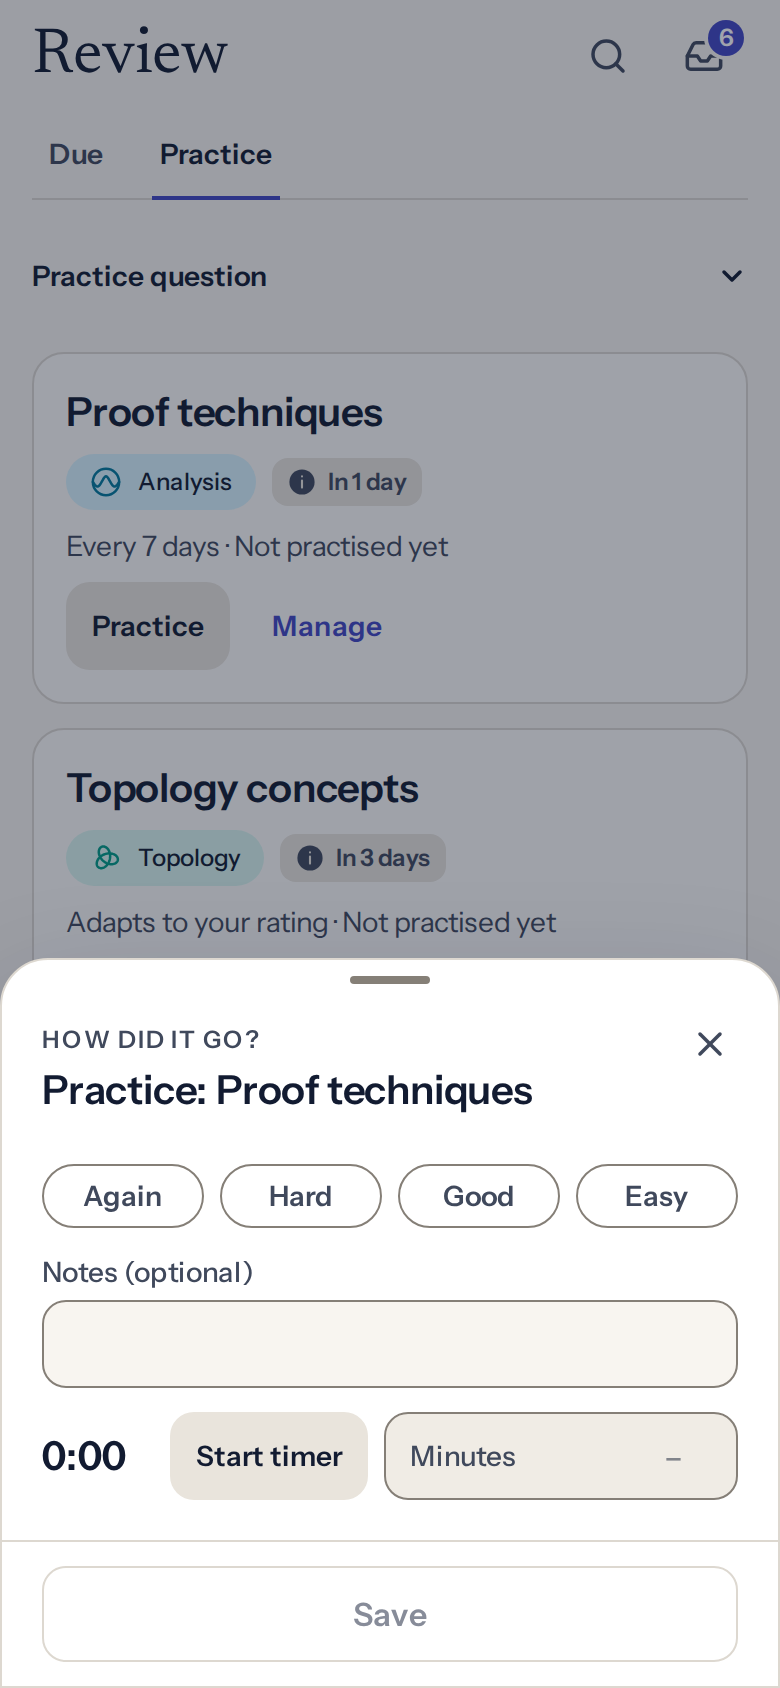 Review
6
Due Practice
Practice question
Proof techniques
Analysis In 1 day
Every 7 days · Not practised yet
Practice Manage
Topology concepts
Topology In 3 days
Adapts to your rating · Not practised yet
HOW DID IT GO?
Practice: Proof techniques
Again Hard Good Easy
Notes (optional)
0:00 Start timer Minutes –
Save